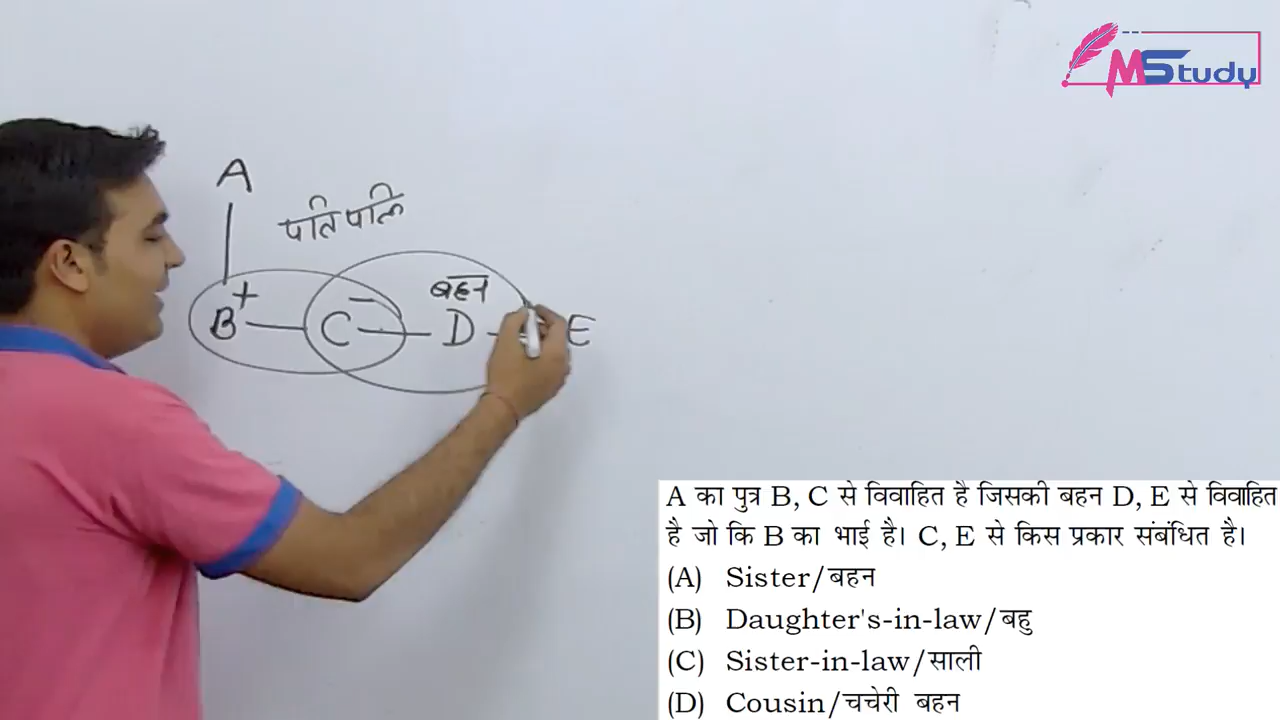 MStudy
A
पति पत्नि
B + C − बहन D E
A का पुत्र B, C से विवाहित है जिसकी बहन D, E से विवाहित
है जो कि B का भाई है। C, E से किस प्रकार संबंधित है।
(A) Sister/बहन
(B) Daughter's-in-law/बहु
(C) Sister-in-law/साली
(D) Cousin/चचेरी बहन